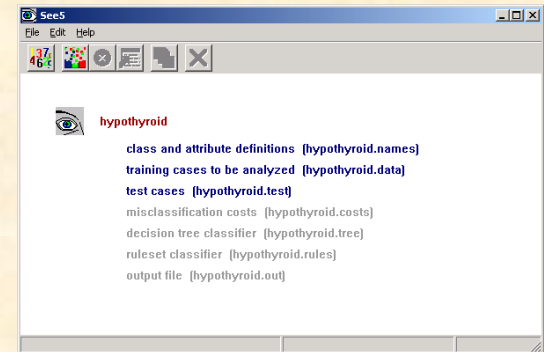 See5
File Edit Help
hypothyroid
class and attribute definitions (hypothyroid.names)
training cases to be analyzed (hypothyroid.data)
test cases (hypothyroid.test)
misclassification costs (hypothyroid.costs)
decision tree classifier (hypothyroid.tree)
ruleset classifier (hypothyroid.rules)
output file (hypothyroid.out)